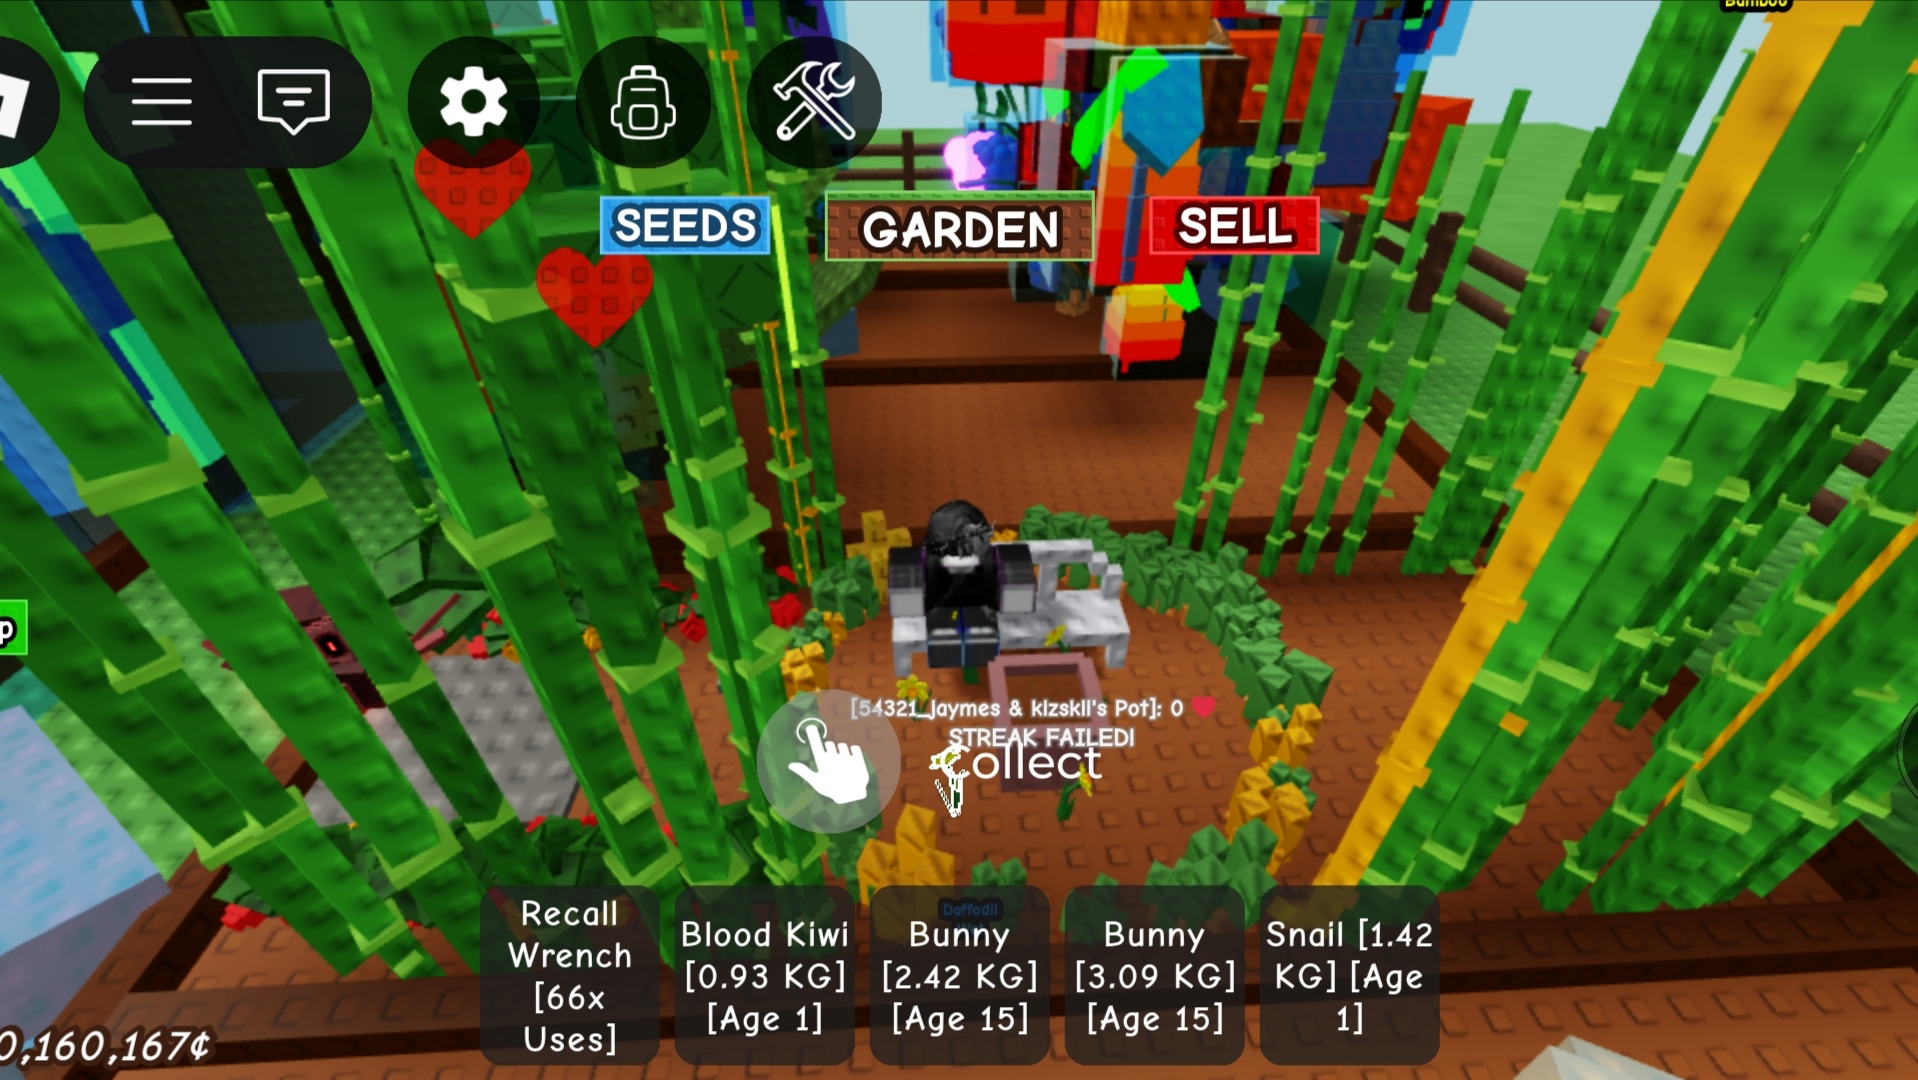 Bamboo
SEEDS
GARDEN
SELL
p
[54321_Jaymes & klzskll's Pot]: 0
STREAK FAILED!
Collect
Daffodil
Recall
Wrench
[66x
Uses]
Blood Kiwi
[0.93 KG]
[Age 1]
Bunny
[2.42 KG]
[Age 15]
Bunny
[3.09 KG]
[Age 15]
Snail [1.42
KG] [Age
1]
0,160,167¢